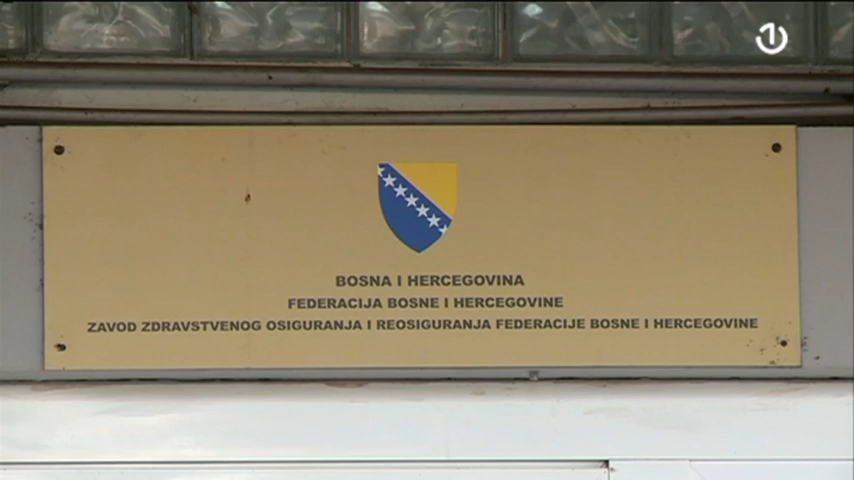 BOSNA I HERCEGOVINA
FEDERACIJA BOSNE I HERCEGOVINE
ZAVOD ZDRAVSTVENOG OSIGURANJA I REOSIGURANJA FEDERACIJE BOSNE I HERCEGOVINE